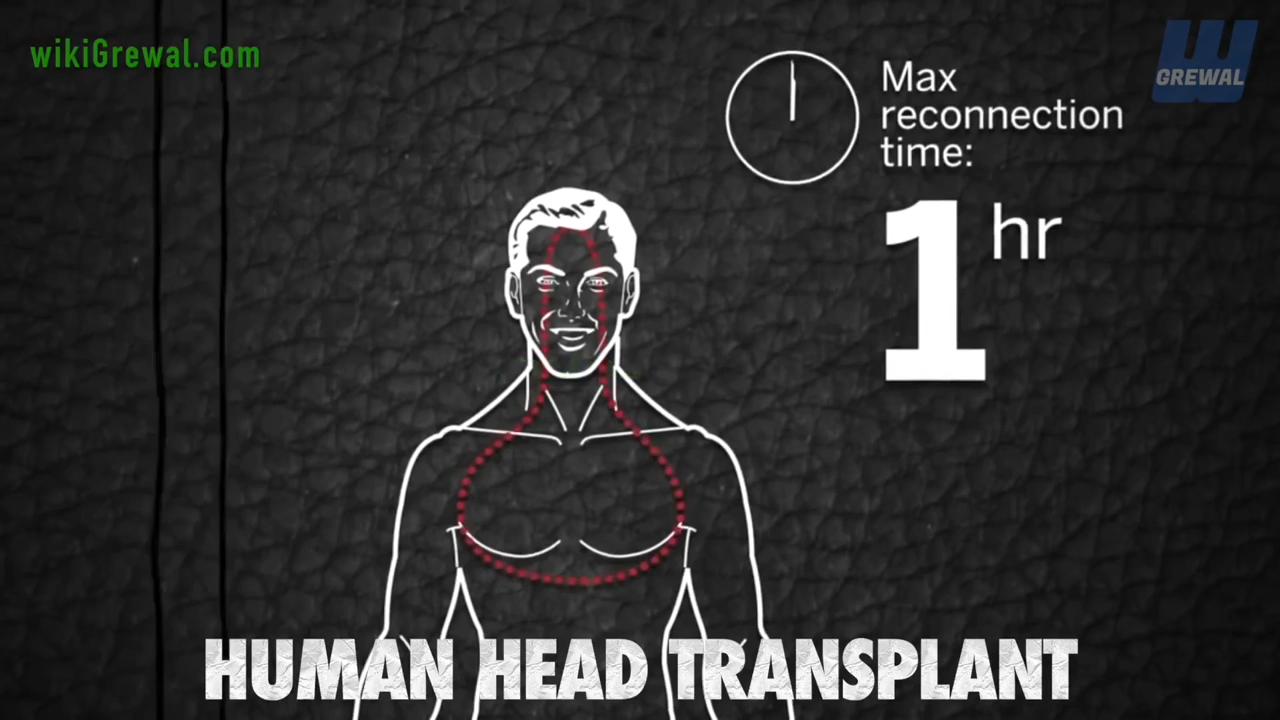 wikiGrewal.com
W
GREWAL
Max
reconnection
time:
1 hr
HUMAN HEAD TRANSPLANT